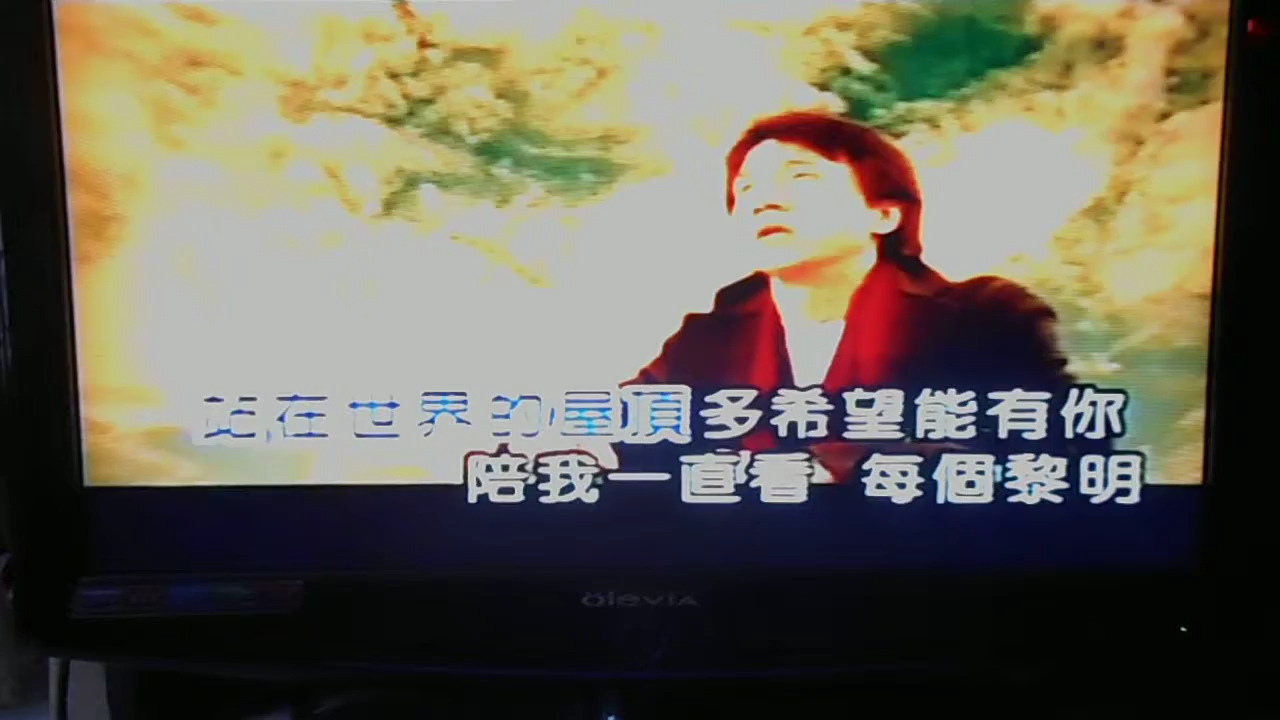 站在世界的屋頂多希望能有你
陪我一直看 每個黎明
olevia